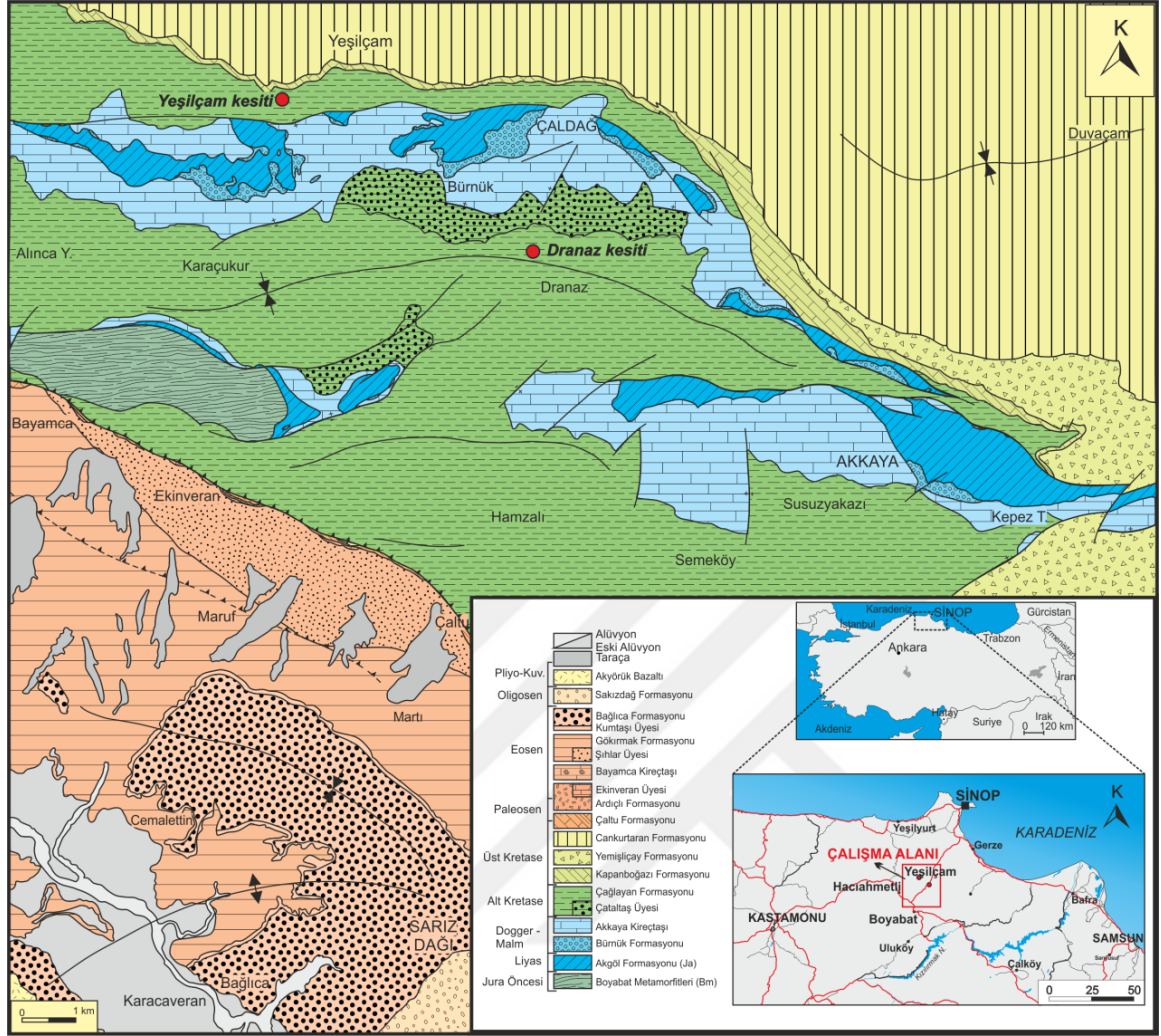 K
Yeşilçam
Yeşilçam kesiti
ÇALDAĞ
Duvaçam
Bürnük
Alınca Y.
Karaçukur
Dranaz kesiti
Dranaz
Bayamca
Ekinveran
AKKAYA
Hamzalı
Susuzyakazı
Kepez T.
Semeköy
Maruf
Çaltu
Martı
Cemalettin
SARIZ
DAĞI
Bağlıca
Karacaveran
0 1 km
Alüvyon
Eski Alüvyon
Taraça
Pliyo-Kuv. Akyörük Bazaltı
Oligosen Sakızdağ Formasyonu
Bağlıca Formasyonu
Kumtaşı Üyesi
Eosen Gökırmak Formasyonu
Şıhlar Üyesi
Bayamca Kireçtaşı
Ekinveran Üyesi
Paleosen Ardıçlı Formasyonu
Çaltu Formasyonu
Cankurtaran Formasyonu
Üst Kretase Yemişliçay Formasyonu
Kapanboğazı Formasyonu
Alt Kretase Çağlayan Formasyonu
Çataltaş Üyesi
Dogger - Akkaya Kireçtaşı
Malm Bürnük Formasyonu
Liyas Akgöl Formasyonu (Ja)
Jura Öncesi Boyabat Metamorfitleri (Bm)
Karadeniz SİNOP Gürcistan
İstanbul Trabzon Ermenistan
Ankara İran
Hatay Irak
Akdeniz Suriye 0 120 km
SİNOP K
Yeşilyurt KARADENİZ
Gerze
ÇALIŞMA ALANI
Yeşilçam
Hacıahmetli
Bafra
KASTAMONU Boyabat
Uluköy SAMSUN
Kızılırmak N.
Çalköy
0 25 50